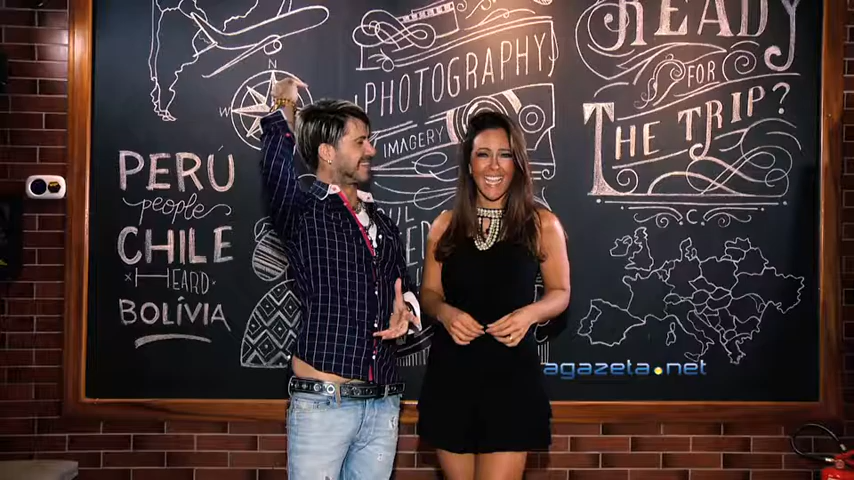 PERÚ
people
CHILE
HEARD
BOLÍVIA
W
N
PHOTOGRAPHY
IMAGERY
READY
FOR
THE TRIP?
agazeta.net